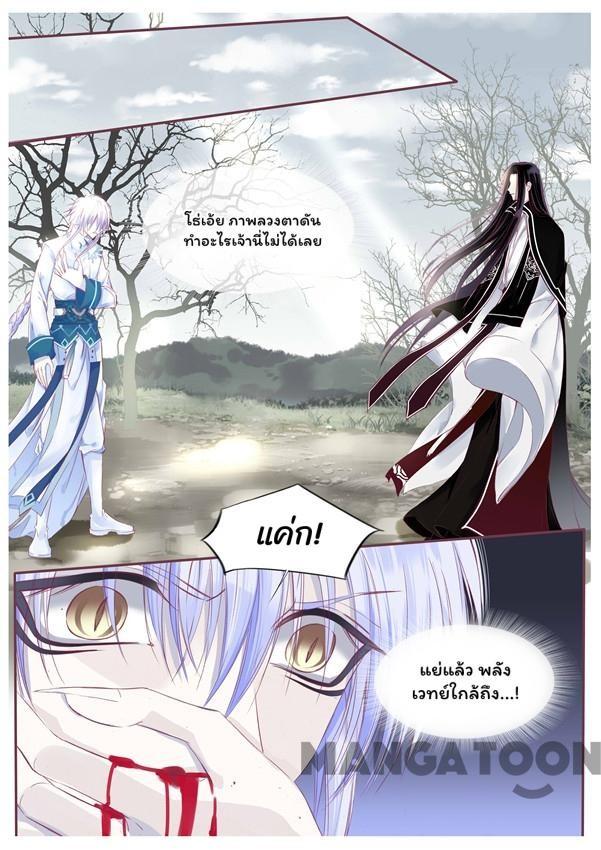 โธ่เอ้ย ภาพลวงตาดัน
ทำอะไรเจ้านี่ไม่ได้เลย
แค่ก!
แย่แล้ว พลัง
เวทย์ใกล้ถึง...!
MANGATOON